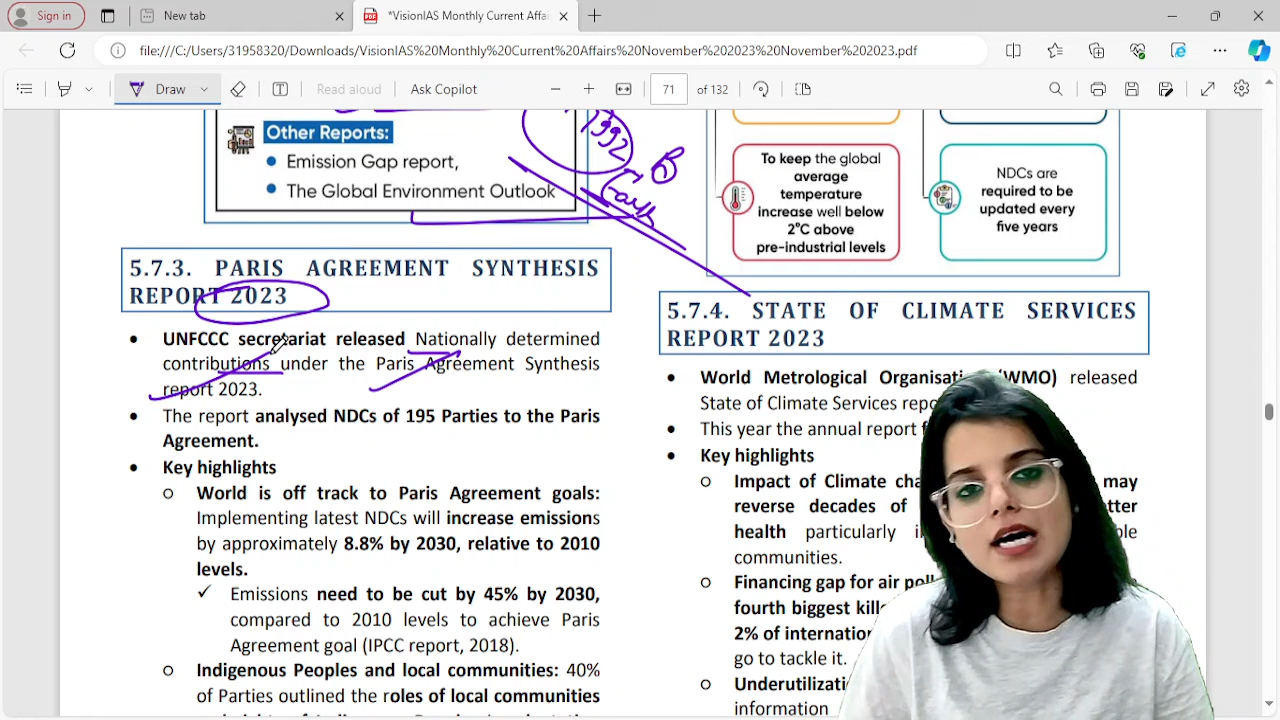 Sign in
New tab
*VisionIAS Monthly Current Affai
file:///C:/Users/31958320/Downloads/VisionIAS%20Monthly%20Current%20Affairs%20November%202023%20November%202023.pdf
Draw
Read aloud
Ask Copilot
71 of 132
Other Reports:
Emission Gap report,
The Global Environment Outlook
1992
Earth
5.7.3. PARIS AGREEMENT SYNTHESIS
REPORT 2023
UNFCCC secretariat released Nationally determined
contributions under the Paris Agreement Synthesis
report 2023.
The report analysed NDCs of 195 Parties to the Paris
Agreement.
Key highlights
World is off track to Paris Agreement goals:
Implementing latest NDCs will increase emissions
by approximately 8.8% by 2030, relative to 2010
levels.
Emissions need to be cut by 45% by 2030,
compared to 2010 levels to achieve Paris
Agreement goal (IPCC report, 2018).
Indigenous Peoples and local communities: 40%
of Parties outlined the roles of local communities
To keep the global
average
temperature
increase well below
2°C above
pre-industrial levels
NDCs are
required to be
updated every
five years
5.7.4. STATE OF CLIMATE SERVICES
REPORT 2023
World Metrological Organisation (WMO) released
State of Climate Services
This year the annual report
Key highlights
Impact of Climate may
reverse decades of
health particularly
communities.
Financing gap for air
fourth biggest
2% of
go to tackle it.
information